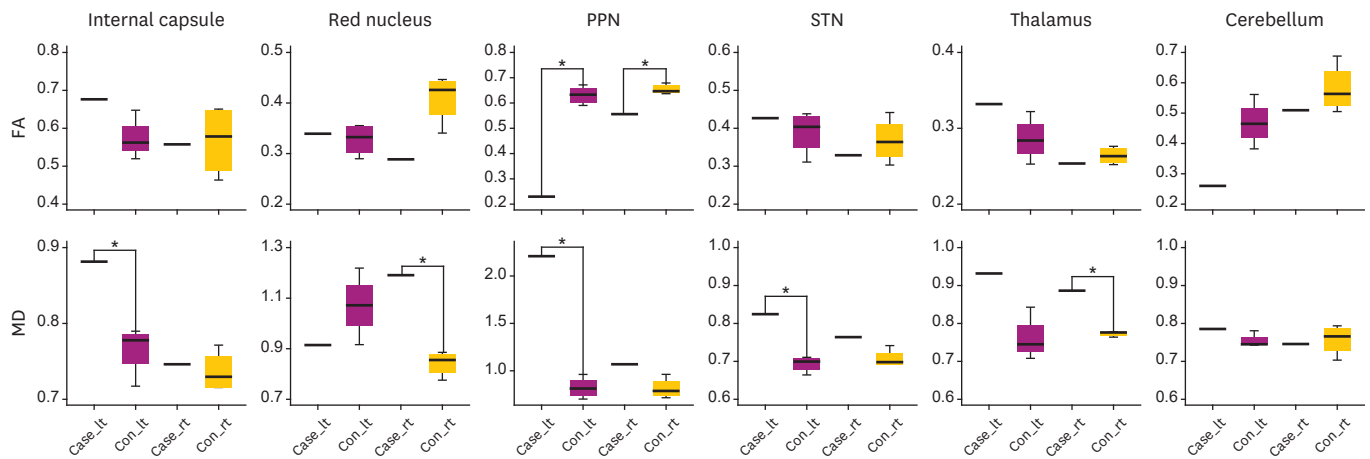 Internal capsule Red nucleus PPN STN Thalamus Cerebellum
FA
0.8 0.7 0.6 0.5 0.4
0.5 0.4 0.3 0.2
0.8 0.7 0.6 0.5 0.4 0.3 0.2
* *
0.6 0.5 0.4 0.3 0.2
0.4 0.3 0.2
0.7 0.6 0.5 0.4 0.3 0.2
MD
0.9 0.8 0.7
*
1.3 1.1 0.9 0.7
*
2.0 1.5 1.0
*
1.0 0.9 0.8 0.7 0.6
*
1.0 0.9 0.8 0.7 0.6
*
1.0 0.9 0.8 0.7 0.6
Case_lt Con_lt Case_rt Con_rt
Case_lt Con_lt Case_rt Con_rt
Case_lt Con_lt Case_rt Con_rt
Case_lt Con_lt Case_rt Con_rt
Case_lt Con_lt Case_rt Con_rt
Case_lt Con_lt Case_rt Con_rt